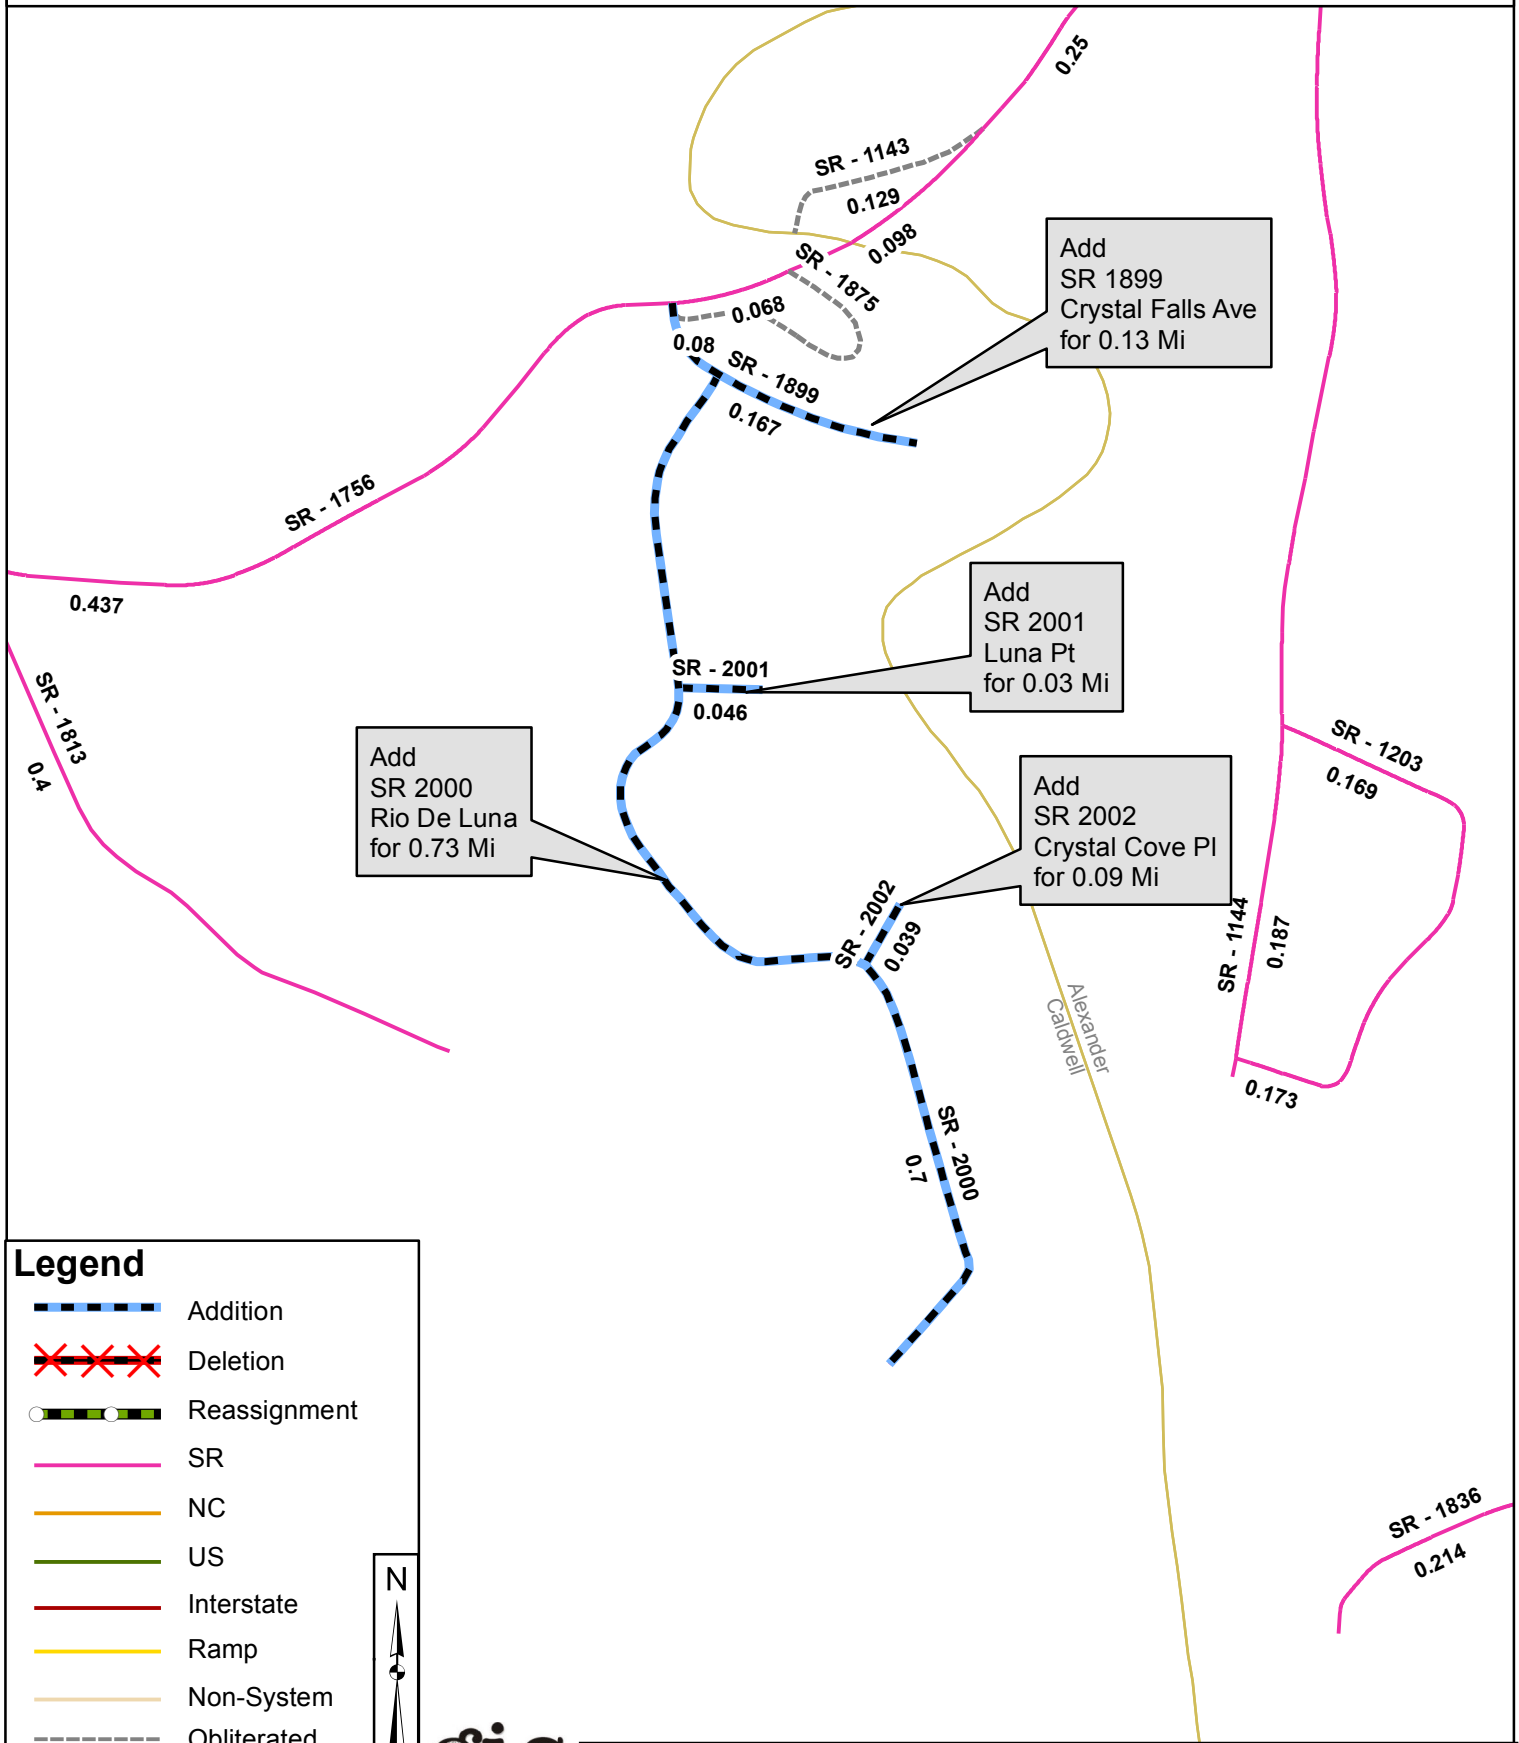 0.25
SR - 1143
0.129
0.098
SR - 1875
0.068
0.08
SR - 1899
0.167
Add
SR 1899
Crystal Falls Ave
for 0.13 Mi
SR - 1756
0.437
SR - 1813
0.4
SR - 2001
0.046
Add
SR 2001
Luna Pt
for 0.03 Mi
Add
SR 2000
Rio De Luna
for 0.73 Mi
Add
SR 2002
Crystal Cove Pl
for 0.09 Mi
SR - 2002
0.039
SR - 1203
0.169
SR - 1144
0.187
0.173
Alexander
Caldwell
SR - 2000
0.7
SR - 1836
0.214
Legend
Addition
Deletion
Reassignment
SR
NC
US
Interstate
Ramp
Non-System
Obliterated
N